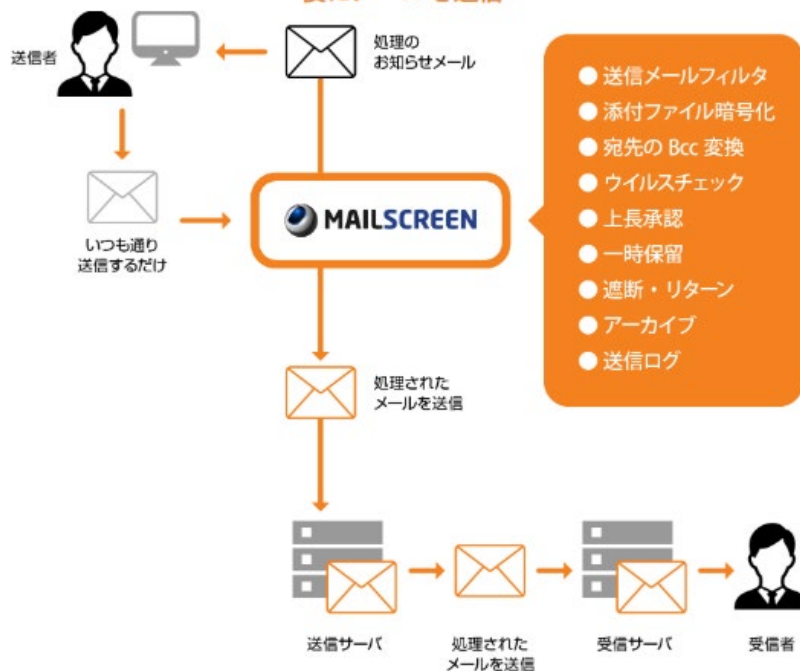 メールを送信
送信者
処理の
お知らせメール
いつも通り
送信するだけ
MAILSCREEN
● 送信メールフィルタ
● 添付ファイル暗号化
● 宛先の Bcc 変換
● ウイルスチェック
● 上長承認
● 一時保留
● 遮断・リターン
● アーカイブ
● 送信ログ
処理された
メールを送信
送信サーバ
処理された
メールを送信
受信サーバ
受信者